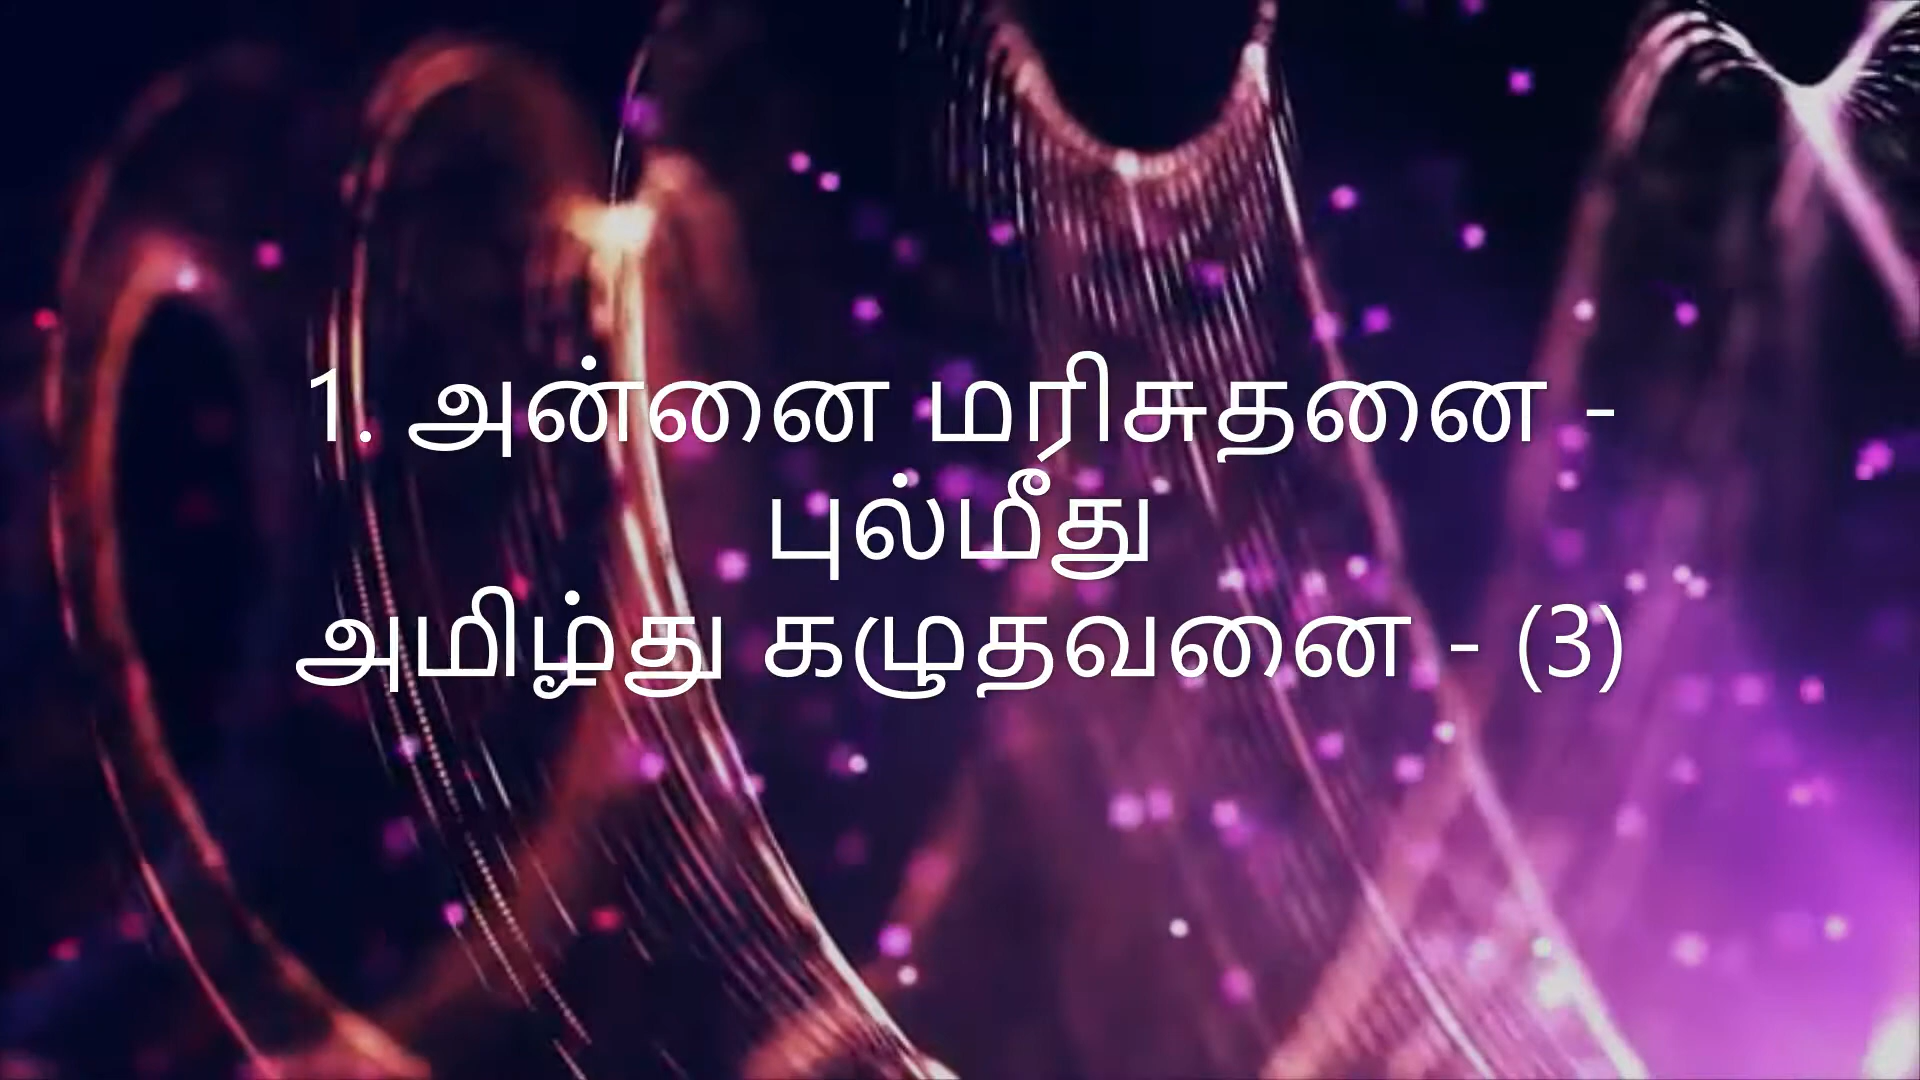 1. அன்னை மரிசுதனை -
புல்மீது
அமிழ்து கழுதவனை - (3)